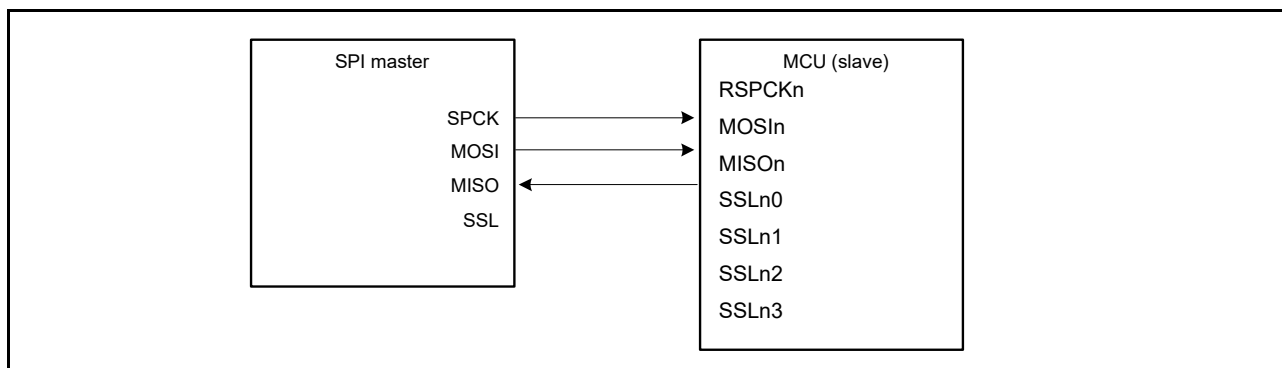 SPI master
SPCK
MOSI
MISO
SSL
MCU (slave)
RSPCKn
MOSIn
MISOn
SSLn0
SSLn1
SSLn2
SSLn3